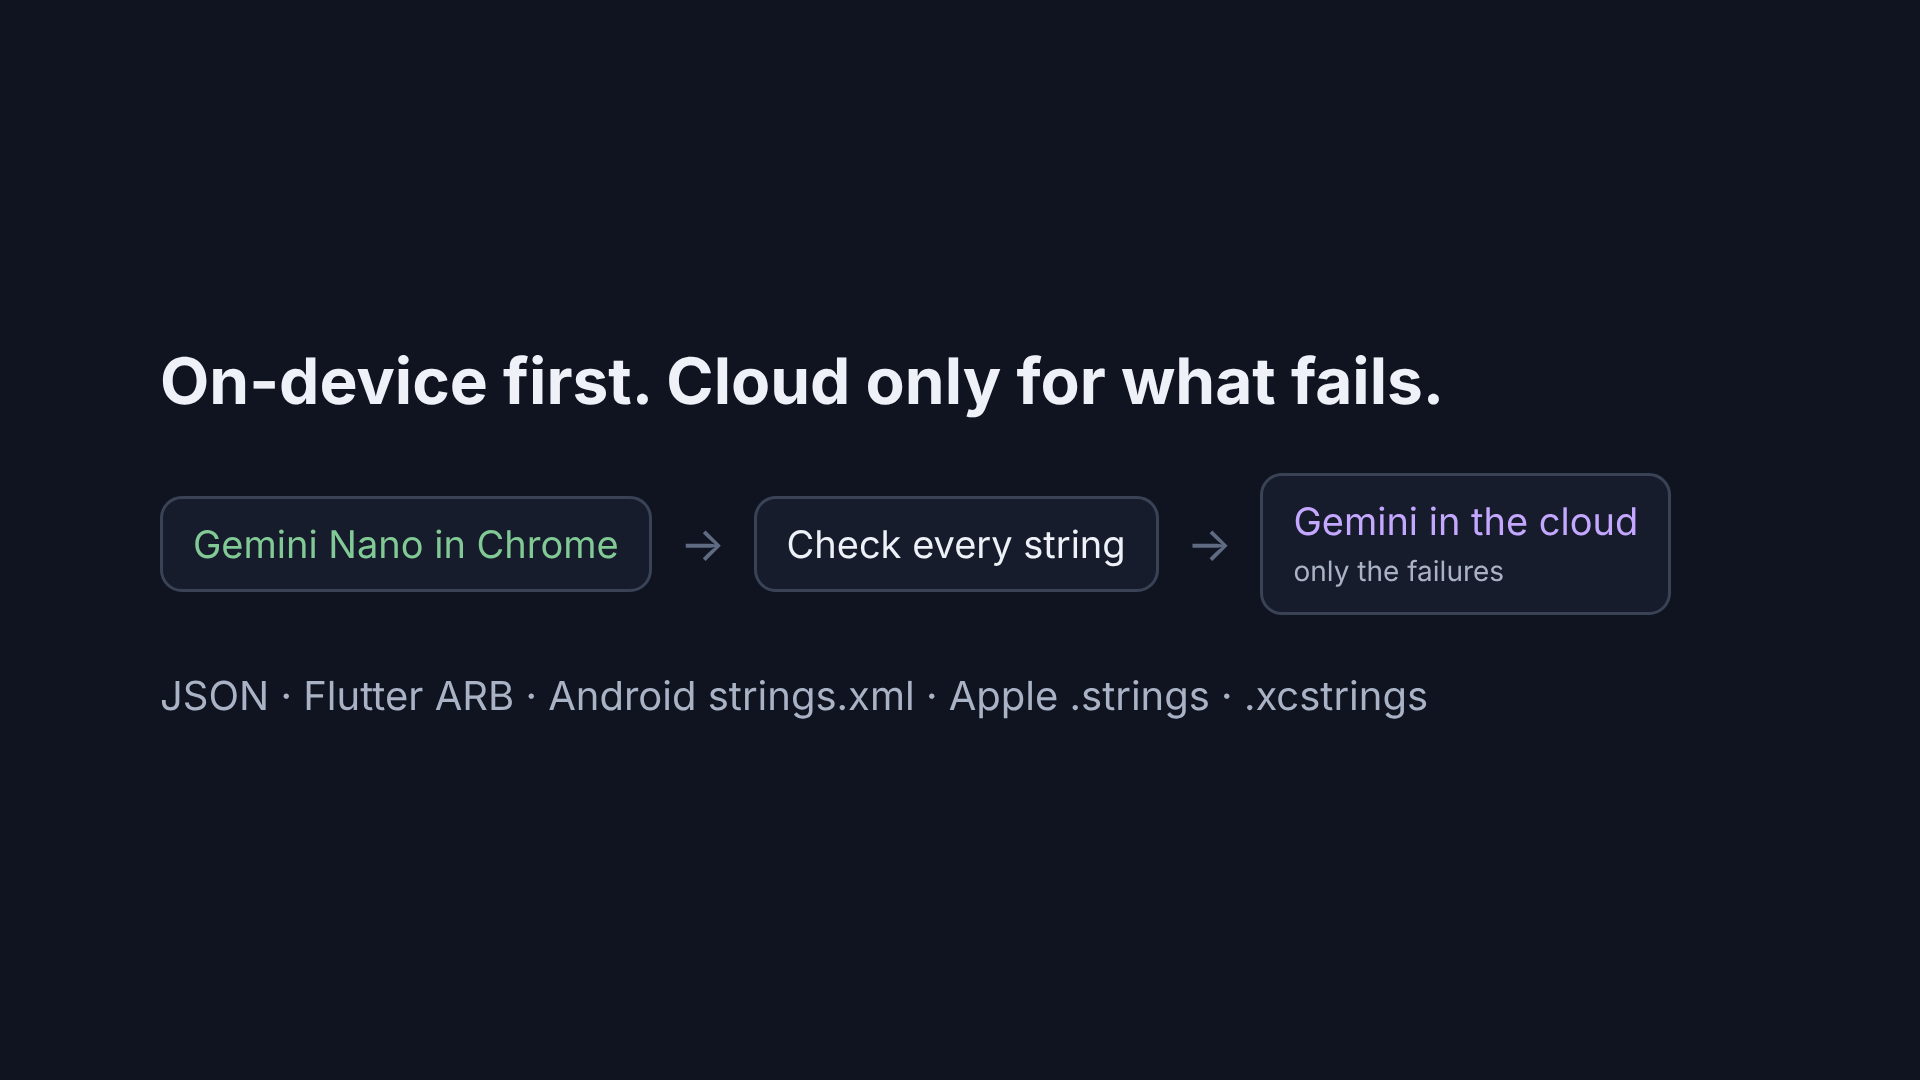 On-device first. Cloud only for what fails.
Gemini Nano in Chrome → Check every string → Gemini in the cloud
only the failures
JSON · Flutter ARB · Android strings.xml · Apple .strings · .xcstrings